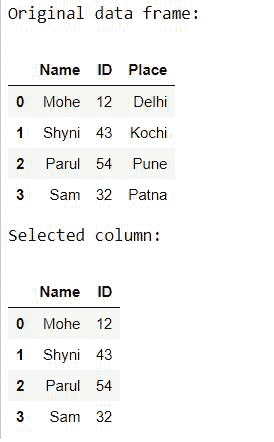 Original data frame:
Name ID Place
0 Mohe 12 Delhi
1 Shyni 43 Kochi
2 Parul 54 Pune
3 Sam 32 Patna
Selected column:
Name ID
0 Mohe 12
1 Shyni 43
2 Parul 54
3 Sam 32